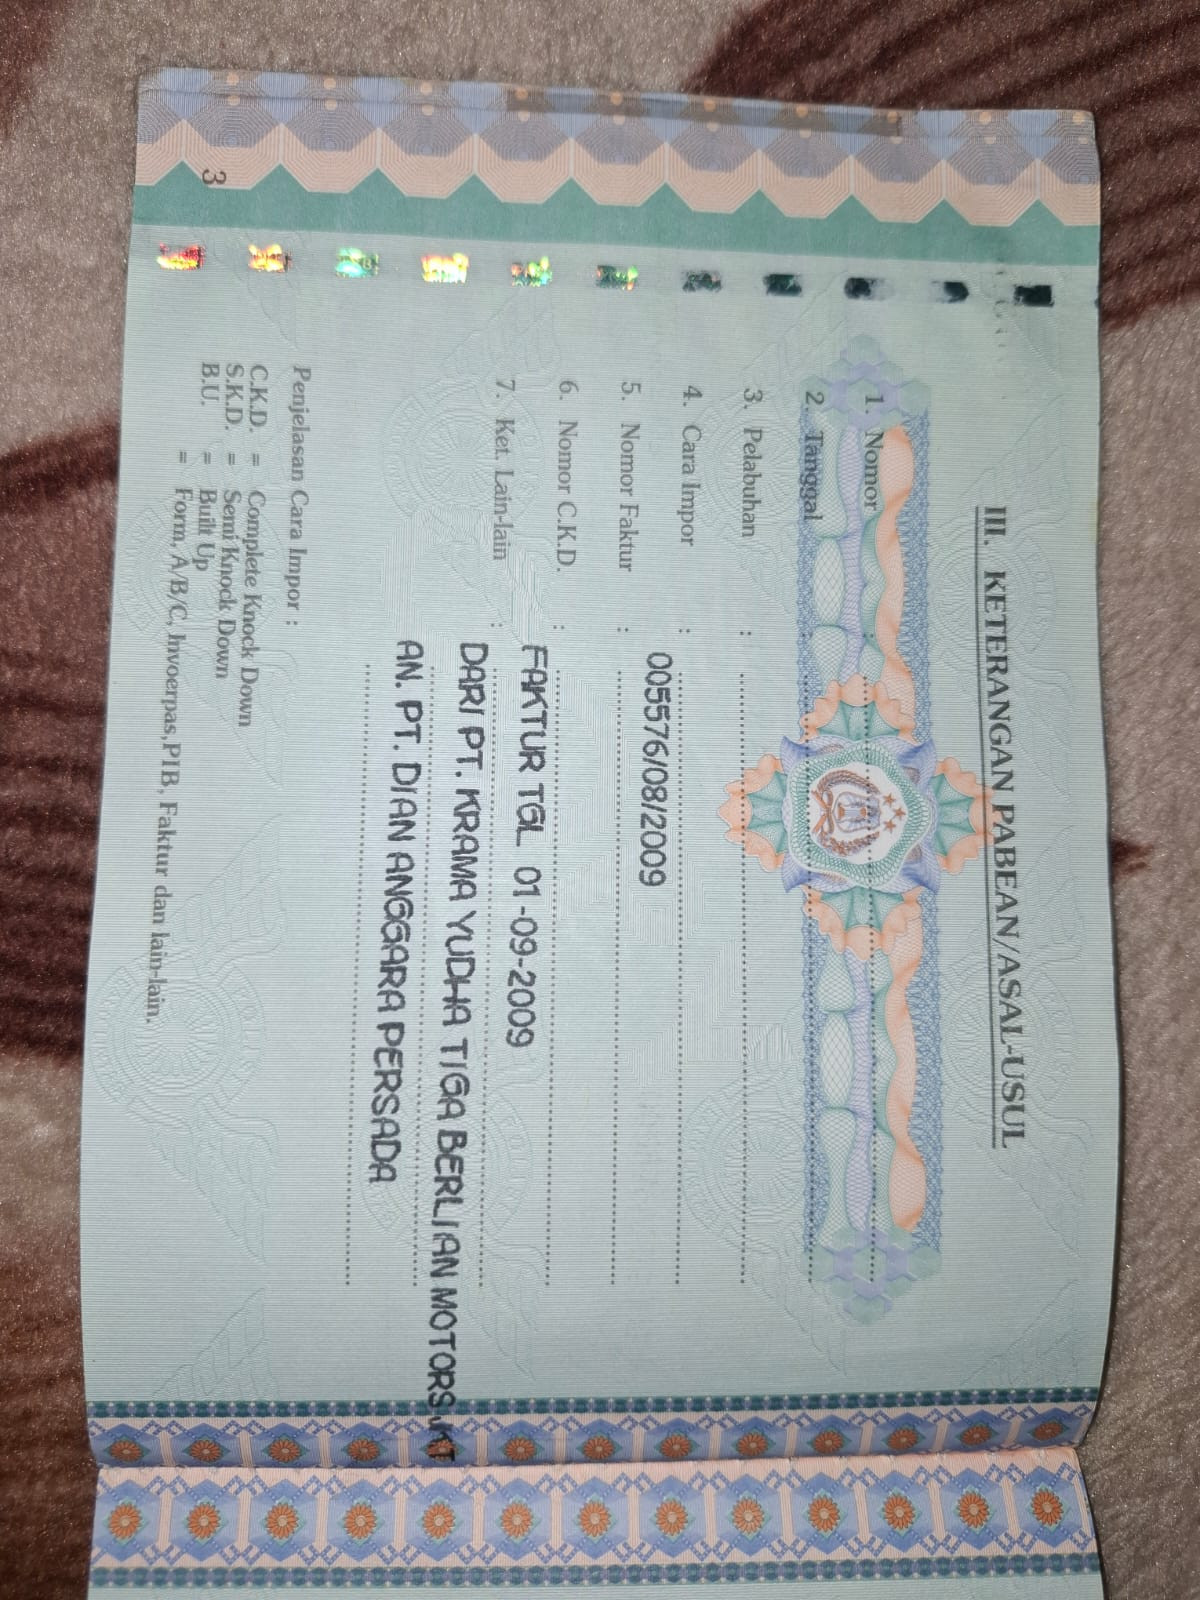 III. KETERANGAN PABEAN/ASAL-USUL
1. Nomor :
2. Tanggal :
3. Pelabuhan :
4. Cara Impor :
5. Nomor Faktur : 005576/08/2009
6. Nomor C.K.D. :
7. Ket. Lain-lain : FAKTUR TGL 01-09-2009
DARI PT. KRAMA YUDHA TIGA BERLIAN MOTORS JKT
AN. PT. DIAN ANGGARA PERSADA
Penjelasan Cara Impor :
C.K.D. = Complete Knock Down
S.K.D. = Semi Knock Down
B.U. = Built Up
= Form. A/B/C, Invoerpas,PIB, Faktur dan lain-lain.
3